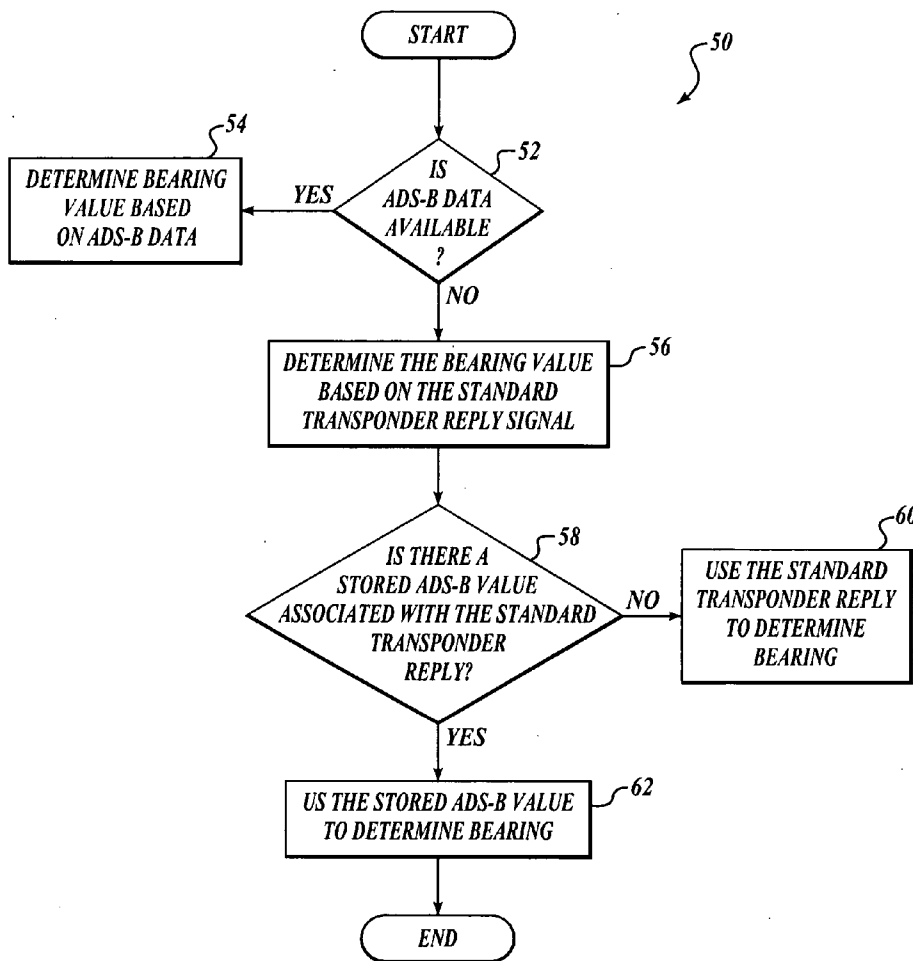 START
50
54
52
DETERMINE BEARING
VALUE BASED
ON ADS-B DATA
YES
IS
ADS-B DATA
AVAILABLE
?
NO
56
DETERMINE THE BEARING VALUE
BASED ON THE STANDARD
TRANSPONDER REPLY SIGNAL
58
60
IS THERE A
STORED ADS-B VALUE
ASSOCIATED WITH THE STANDARD
TRANSPONDER
REPLY?
NO
USE THE STANDARD
TRANSPONDER REPLY
TO DETERMINE
BEARING
YES
62
US THE STORED ADS-B VALUE
TO DETERMINE BEARING
END